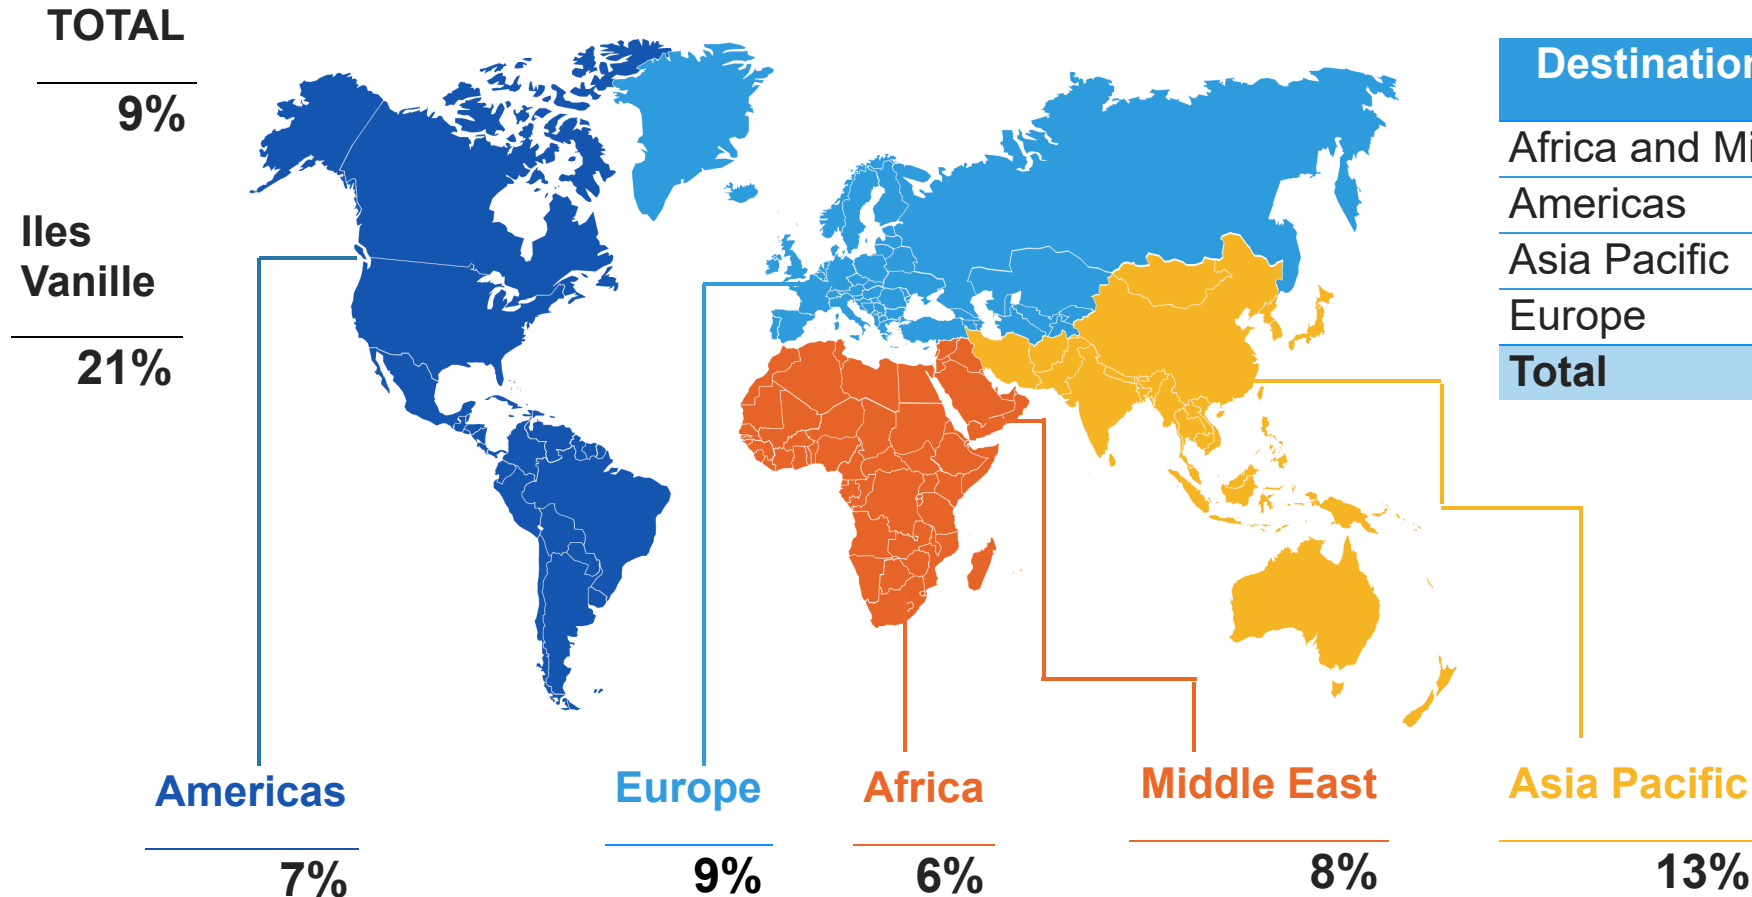 TOTAL
9%
Iles
Vanille
21%
Destination
Africa and Mi
Americas
Asia Pacific
Europe
Total
Americas
7%
Europe
9%
Africa
6%
Middle East
8%
Asia Pacific
13%